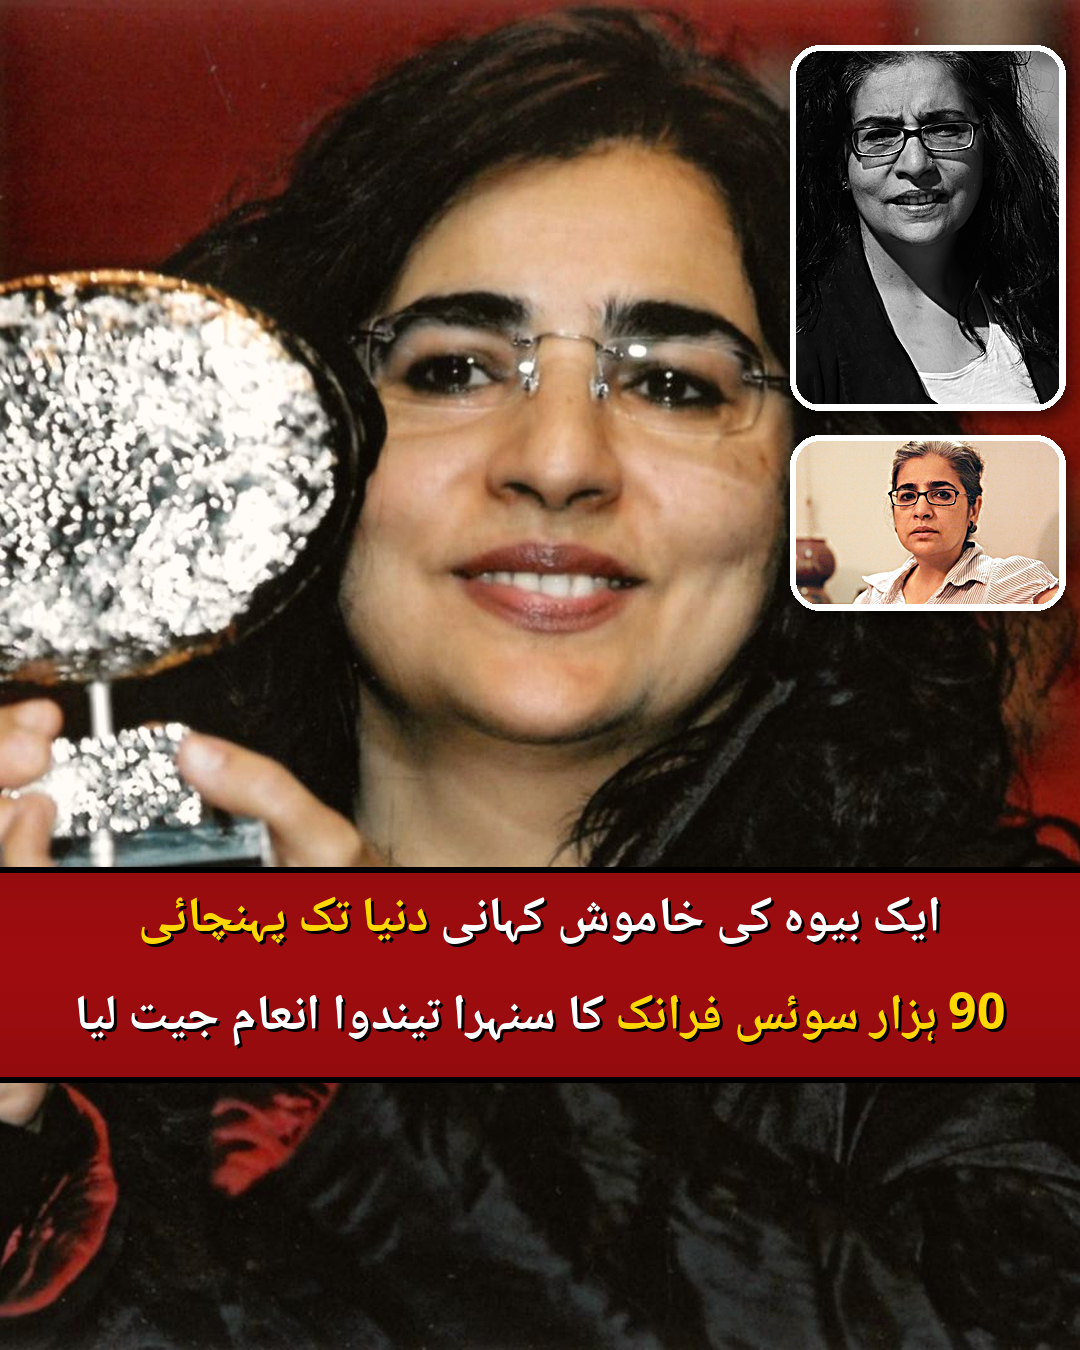 ایک بیوہ کی خاموش کہانی دنیا تک پہنچائی
90 ہزار سوئس فرانک کا سنہرا تیندوا انعام جیت لیا